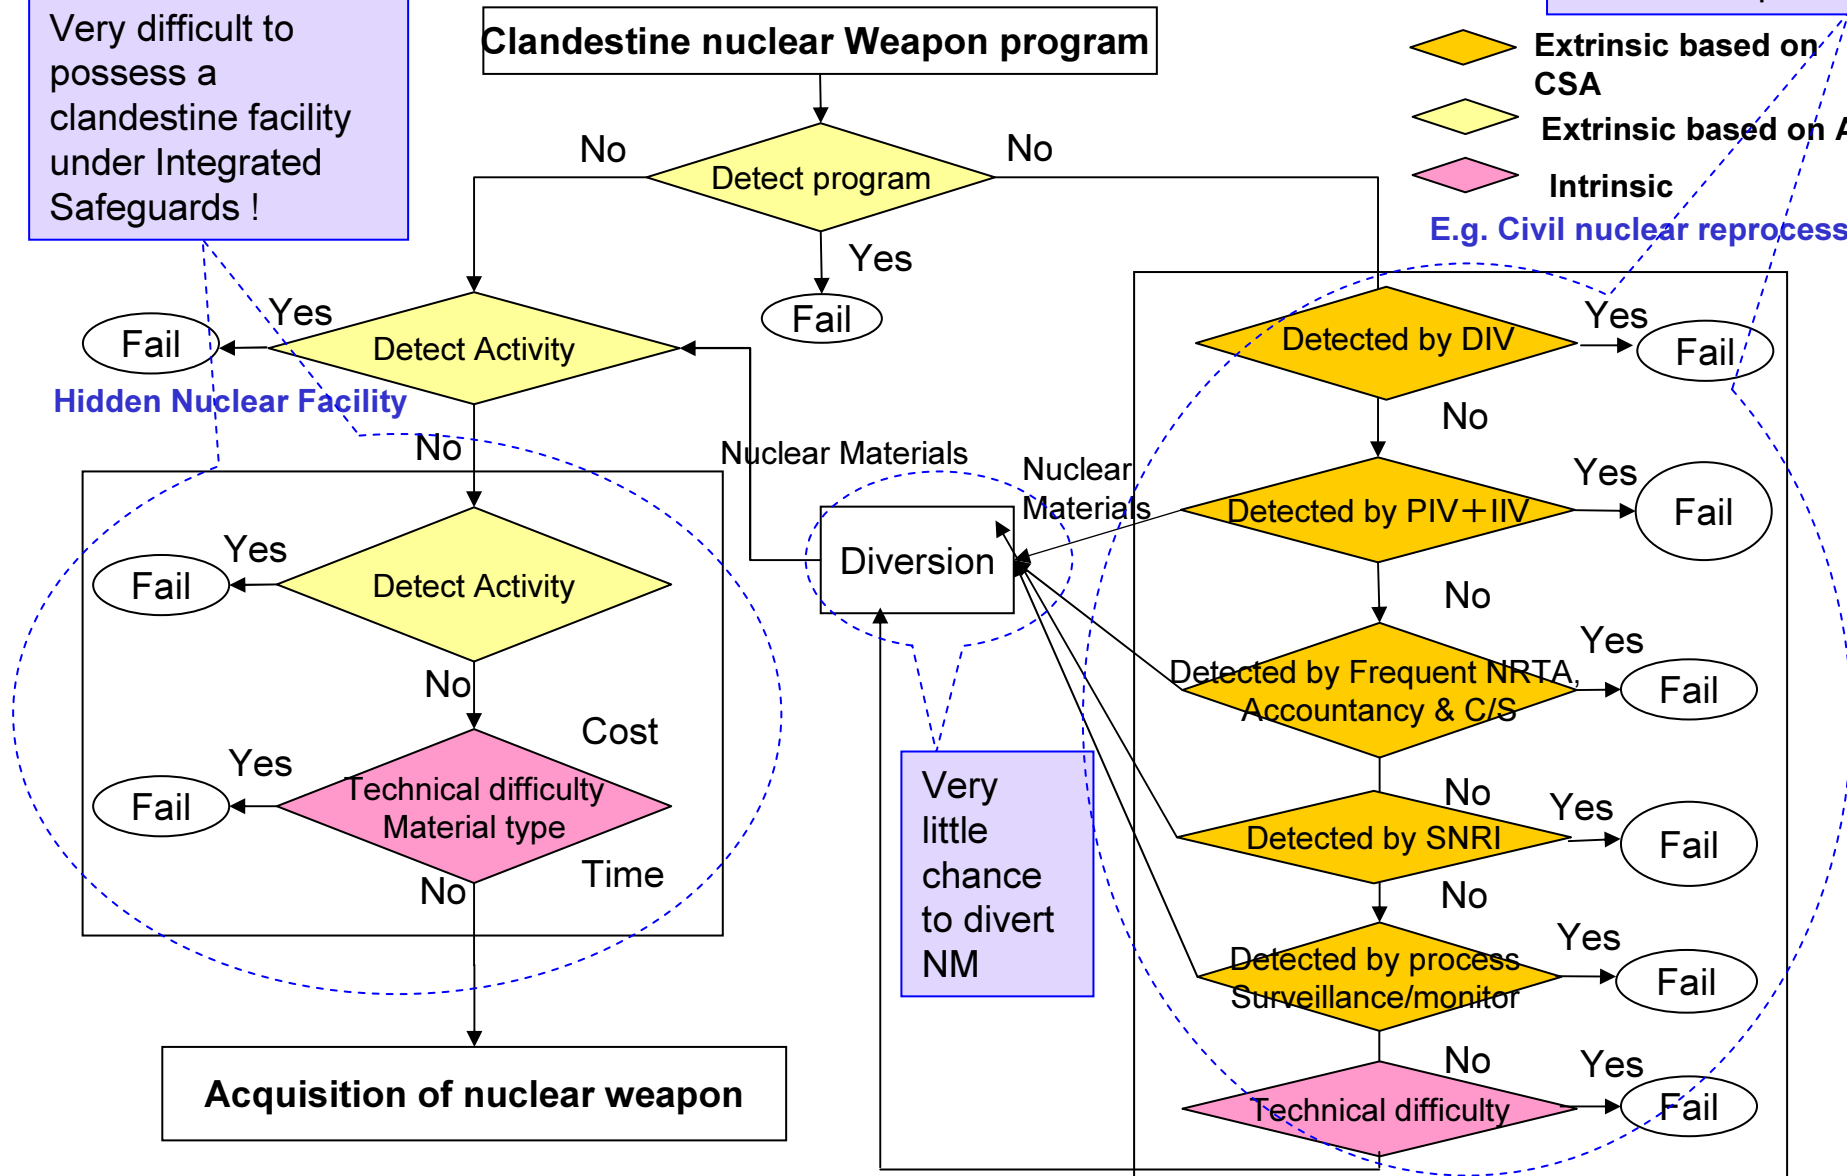 Very difficult to
possess a
clandestine facility
under Integrated
Safeguards !
Clandestine nuclear Weapon program
Extrinsic based on
CSA
Extrinsic based on
Intrinsic
E.g. Civil nuclear
No
Detect program
No
Yes
Fail
Yes
Fail
Detect Activity
Hidden Nuclear Facility
No
Detected by DIV
Yes
Fail
No
Nuclear Materials
Nuclear
Materials
Diversion
Detected by PIV+IIV
Yes
Fail
No
Yes
Fail
Detect Activity
No
Detected by Frequent NRTA,
Accountancy & C/S
Yes
Fail
No
Cost
Yes
Fail
Technical difficulty
Material type
Time
No
Very
little
chance
to divert
NM
Detected by SNRI
Yes
Fail
No
Detected by process
Surveillance/monitor
Yes
Fail
No
Technical difficulty
Yes
Fail
Acquisition of nuclear weapon